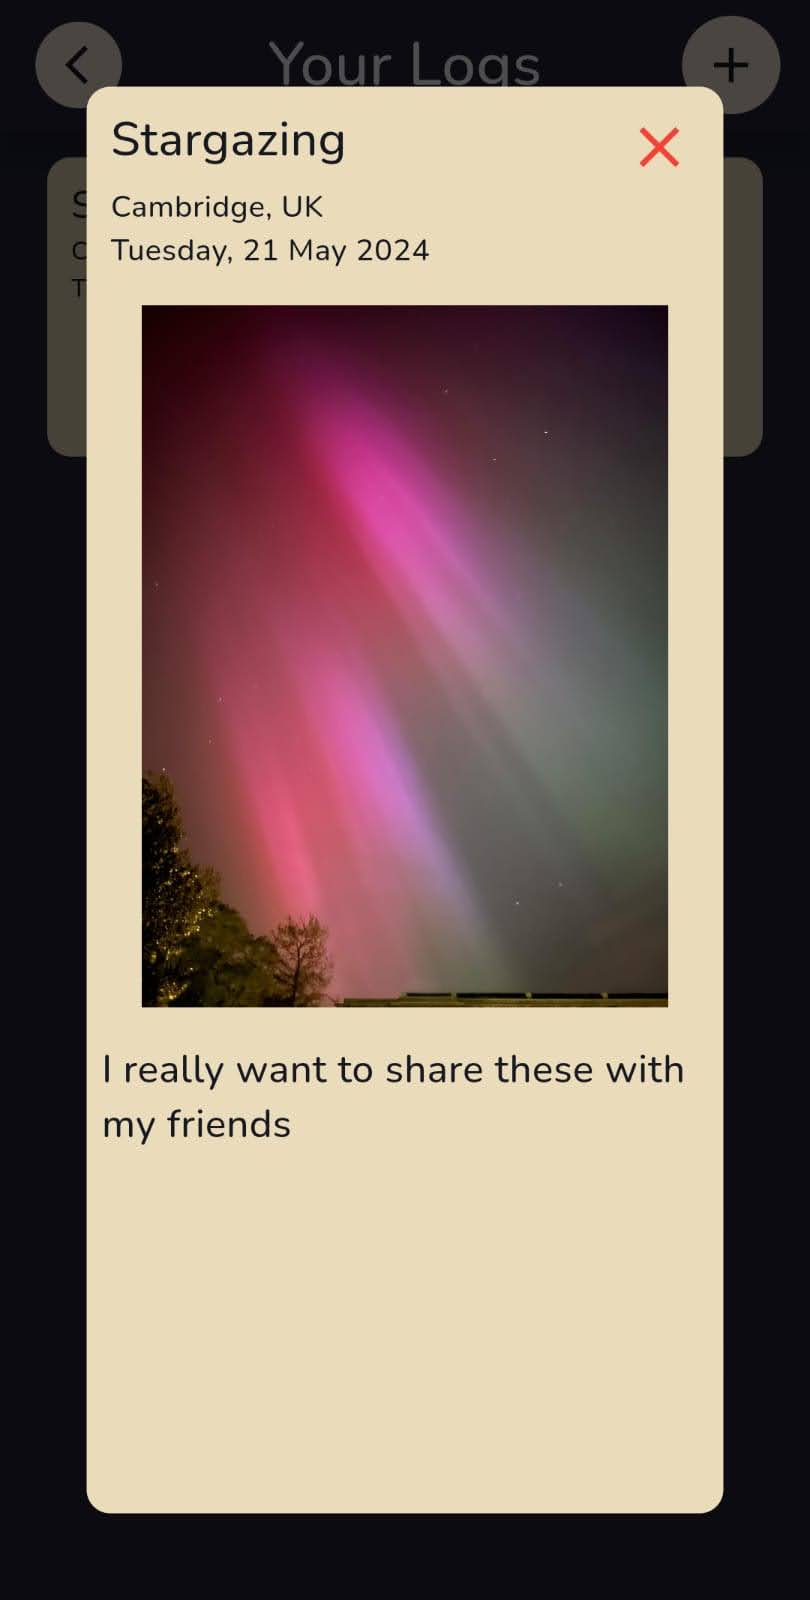 Your Logs
Stargazing
Cambridge, UK
Tuesday, 21 May 2024
I really want to share these with
my friends